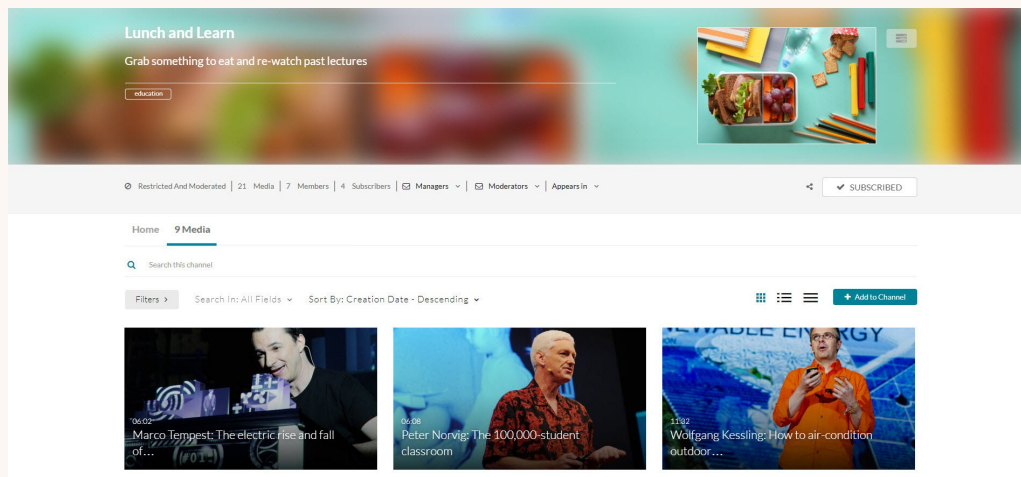 Lunch and Learn
Grab something to eat and re-watch past lectures
education
Restricted And Moderated | 21 Media | 7 Members | 4 Subscribers | Managers | Moderators | Appears in
SUBSCRIBED
Home 9 Media
Search this channel
Filters > Search In: All Fields Sort By: Creation Date - Descending
+ Add to Channel
06:02
Marco Tempest: The electric rise and fall
of...
(#01:)
06:08
Peter Norvig: The 100,000-student
classroom
EWABLE ENERGY
11:32
Wolfgang Kessling: How to air-condition
outdoor...